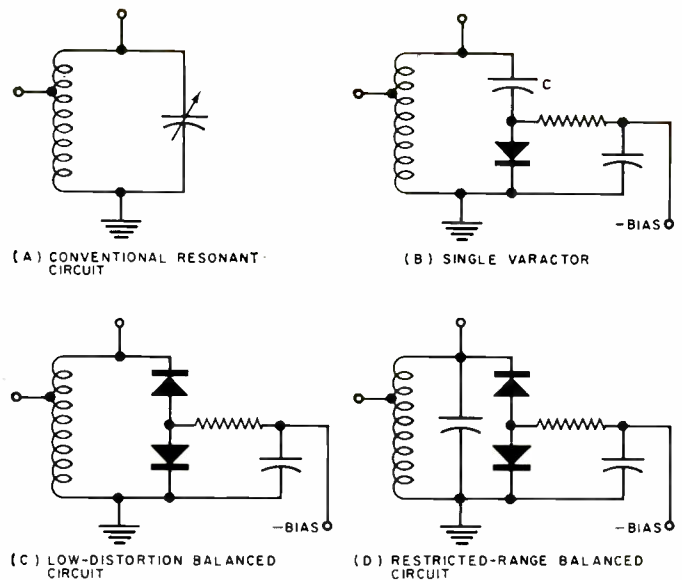 C
-BIAS
(A) CONVENTIONAL RESONANT
CIRCUIT
(B) SINGLE VARACTOR
-BIAS
-BIAS
(C) LOW-DISTORTION BALANCED
CIRCUIT
(D) RESTRICTED-RANGE BALANCED
CIRCUIT